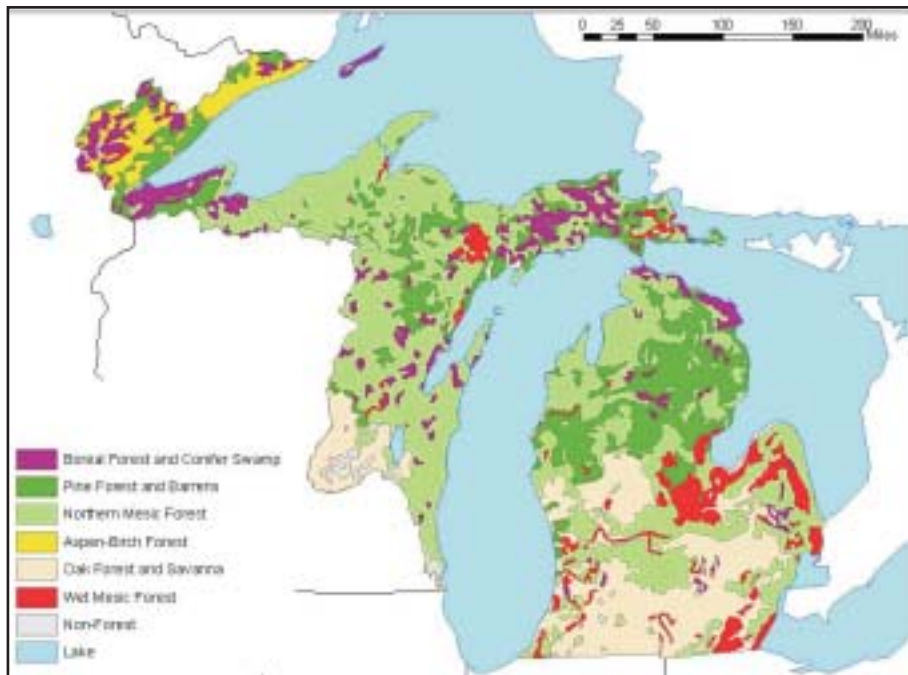 0 25 50 100 150 200
Miles
Boreal Forest and Conifer Swamp
Pine Forest and Barrens
Northern Mesic Forest
Aspen-Birch Forest
Oak Forest and Savanna
Wet Mesic Forest
Non-Forest
Lake